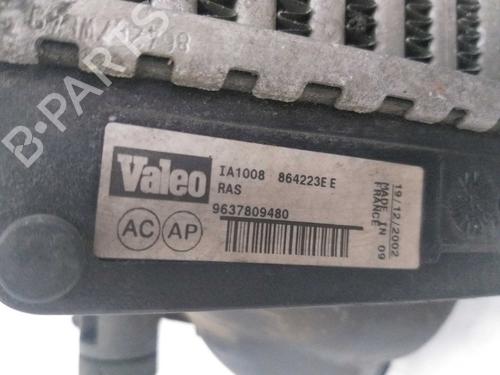 B-PARTS
Valeo
IA1008 864223E E
RAS
9637809480
AC AP
19/12/2002
MADE IN 09
FRANCE